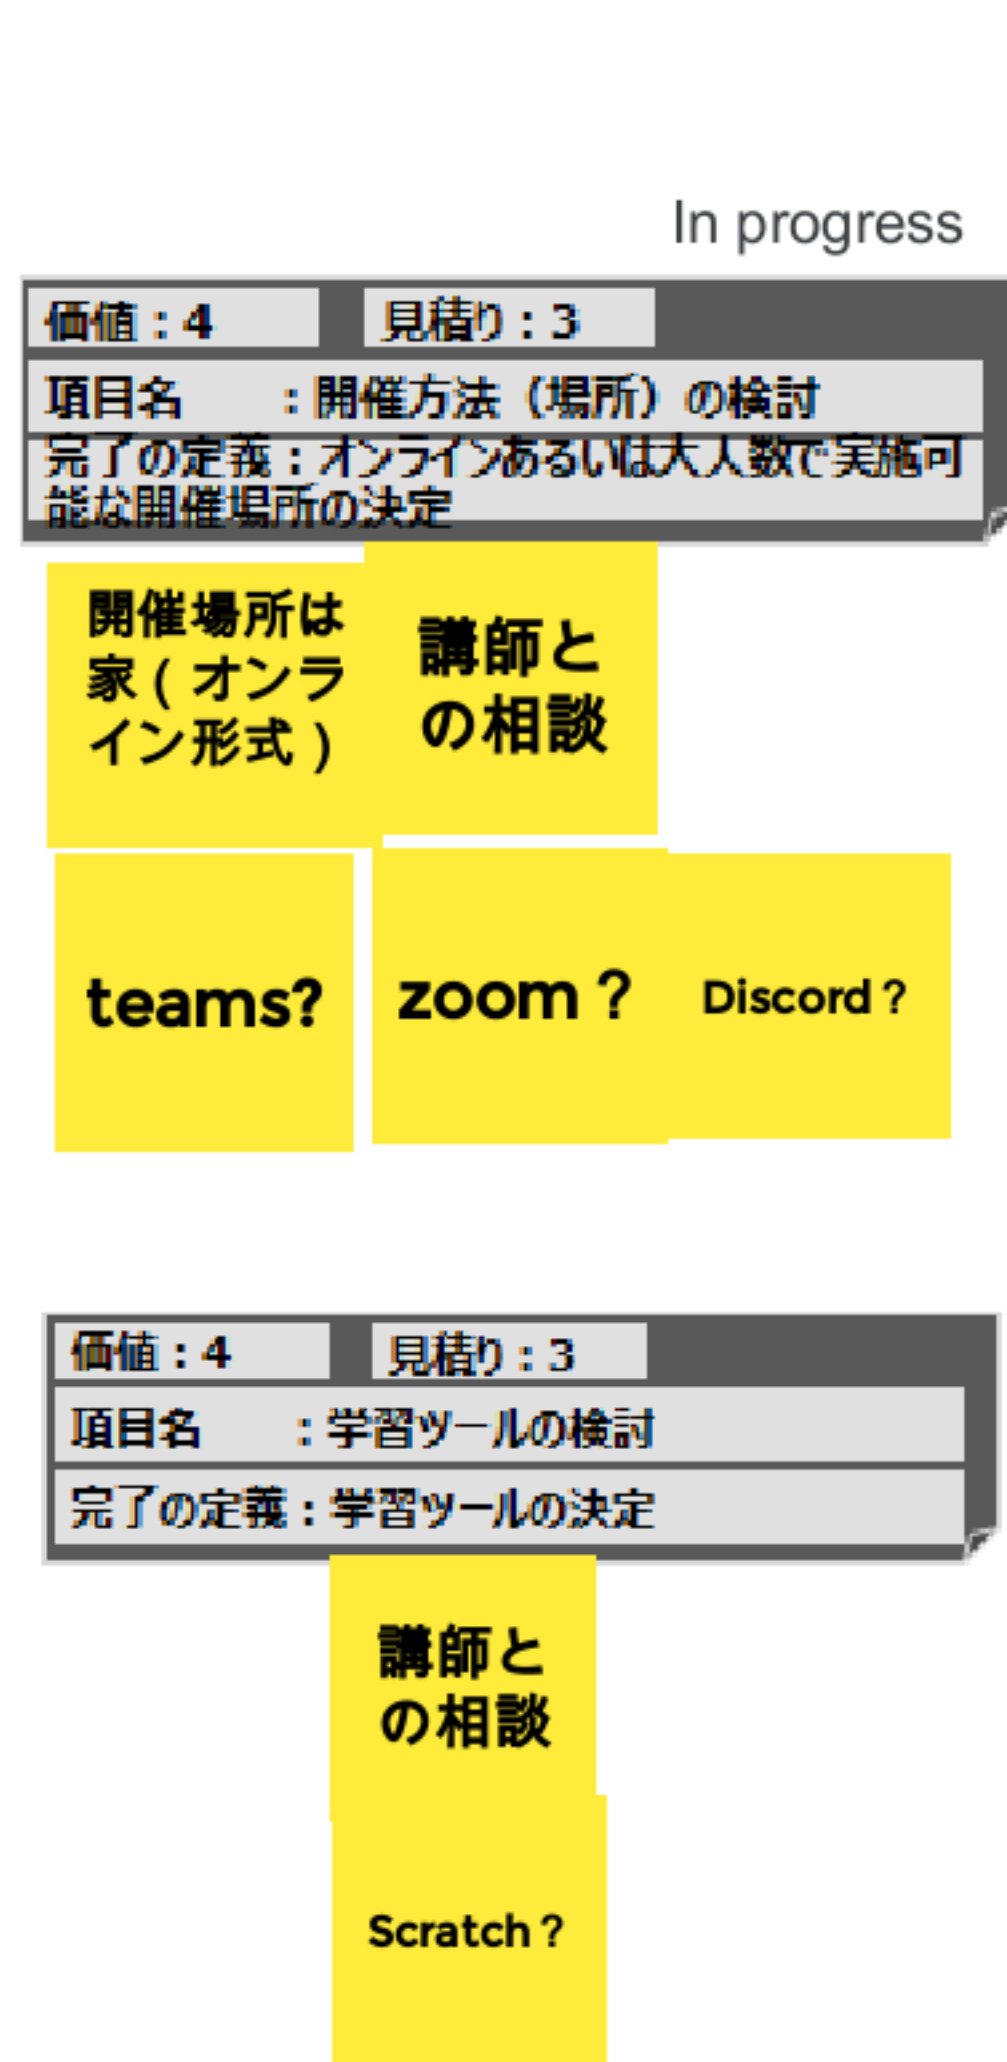 In progress
価値：4
見積り：3
項目名　　：開催方法（場所）の検討
完了の定義：オンラインあるいは大人数で実施可
能な開催場所の決定
開催場所は
家（オンラ
イン形式）
講師と
の相談
teams?
zoom？
Discord？
価値：4
見積り：3
項目名　　：学習ツールの検討
完了の定義：学習ツールの決定
講師と
の相談
Scratch？